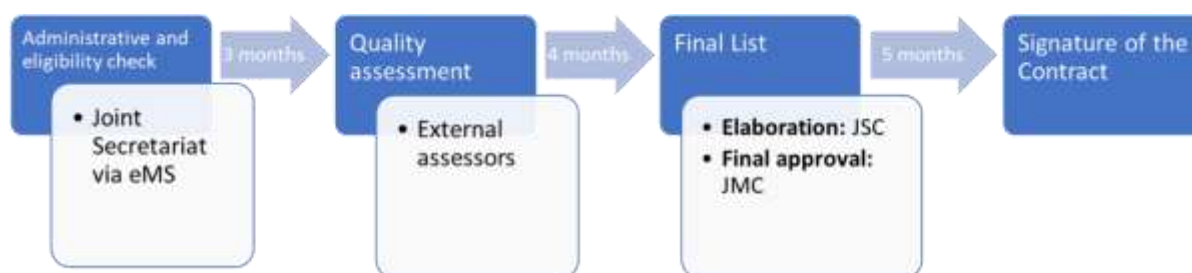 Administrative and
eligibility check
• Joint
Secretariat
via eMS
3 months
Quality
assessment
• External
assessors
4 months
Final List
• Elaboration: JSC
• Final approval:
JMC
5 months
Signature of the
Contract